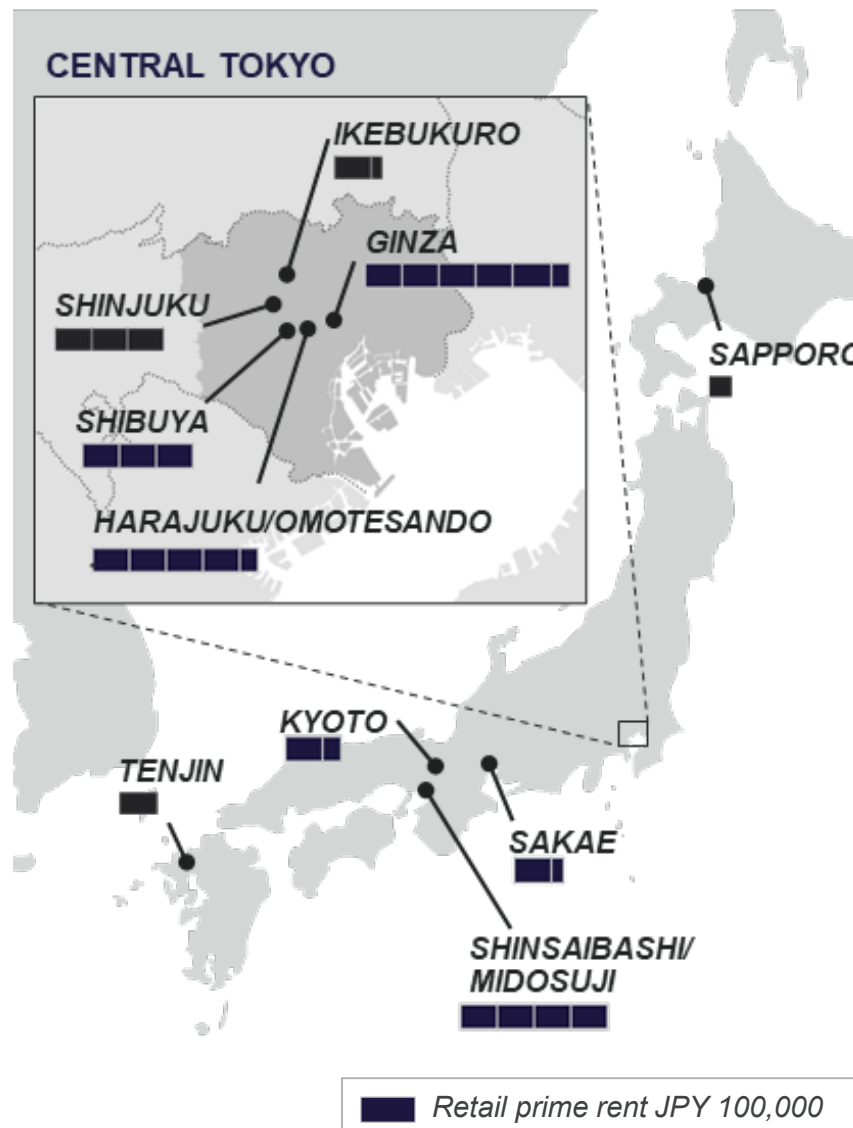 CENTRAL TOKYO
IKEBUKURO
GINZA
SHINJUKU
SAPPORO
SHIBUYA
HARAJUKU/OMOTESANDO
KYOTO
TENJIN
SAKAE
SHINSAIBASHI/
MIDOSUJI
Retail prime rent JPY 100,000